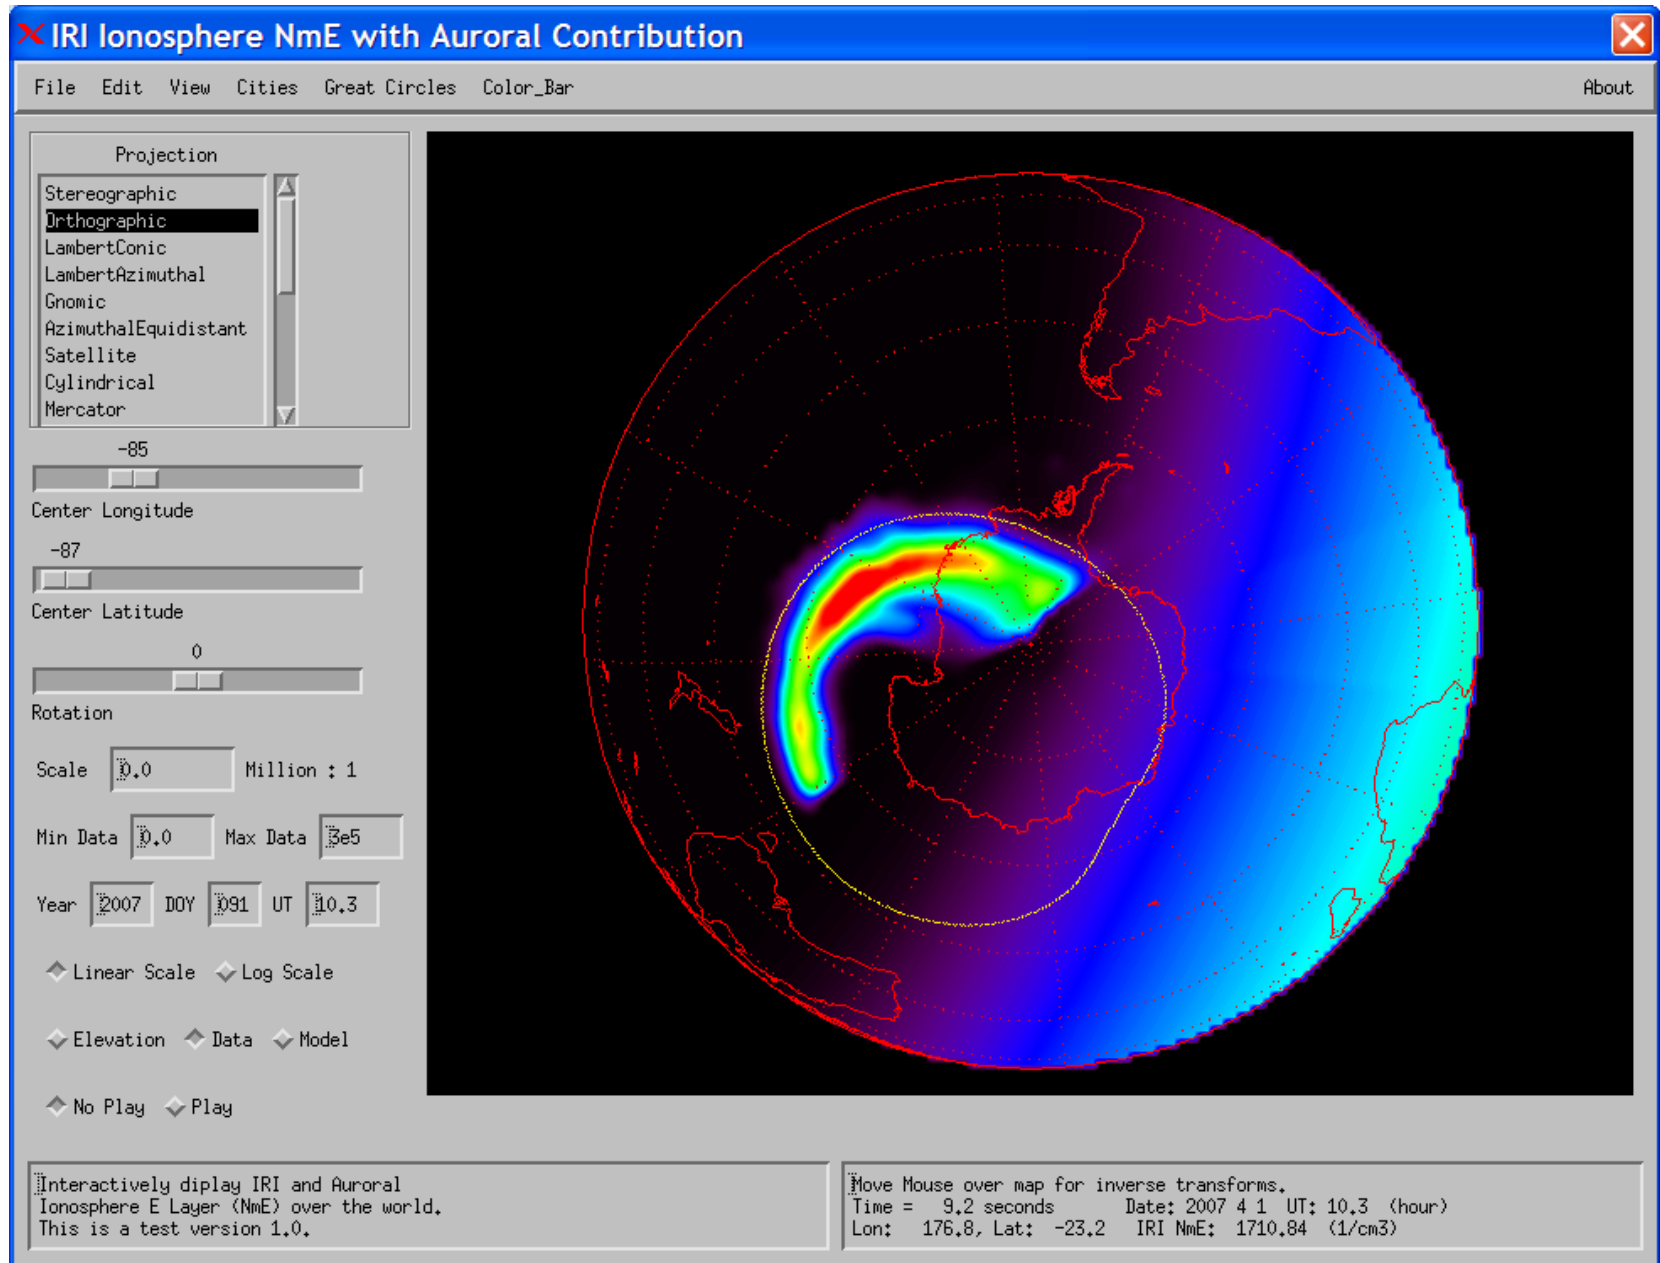 IRI Ionosphere NmE with Auroral Contribution
File Edit View Cities Great Circles Color_Bar About
Projection
Stereographic
Orthographic
LambertConic
LambertAzimuthal
Gnomic
AzimuthalEquidistant
Satellite
Cylindrical
Mercator
-85
Center Longitude
-87
Center Latitude
0
Rotation
Scale 0.0 Million : 1
Min Data 0.0 Max Data 3e5
Year 2007 DOY 091 UT 10.3
Linear Scale Log Scale
Elevation Data Model
No Play Play
Interactively diplay IRI and Auroral
Ionosphere E Layer (NmE) over the world.
This is a test version 1.0.
Move Mouse over map for inverse transforms.
Time = 9.2 seconds Date: 2007 4 1 UT: 10.3 (hour)
Lon: 176.8, Lat: -23.2 IRI NmE: 1710.84 (1/cm3)